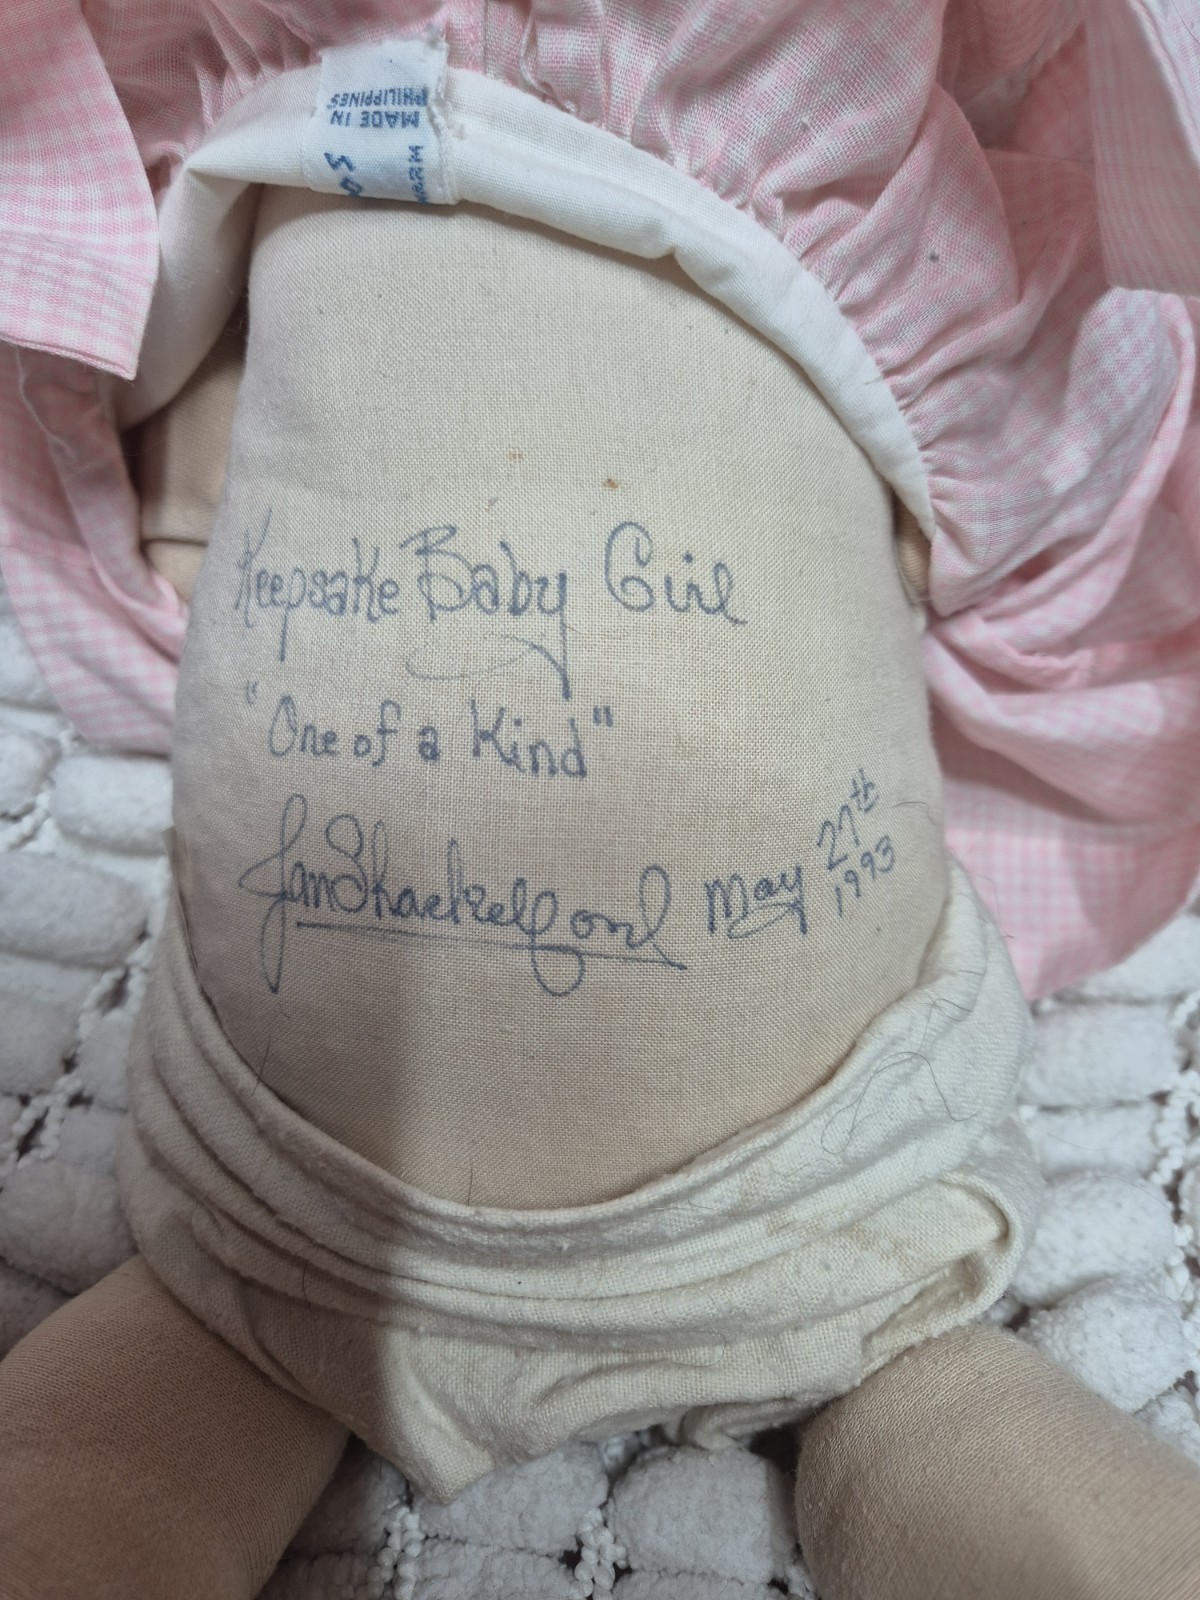 MADE IN
PHILIPPINES
Keepsake Baby Girl
"One of a Kind"
Jan Shackelford May 27th
1993